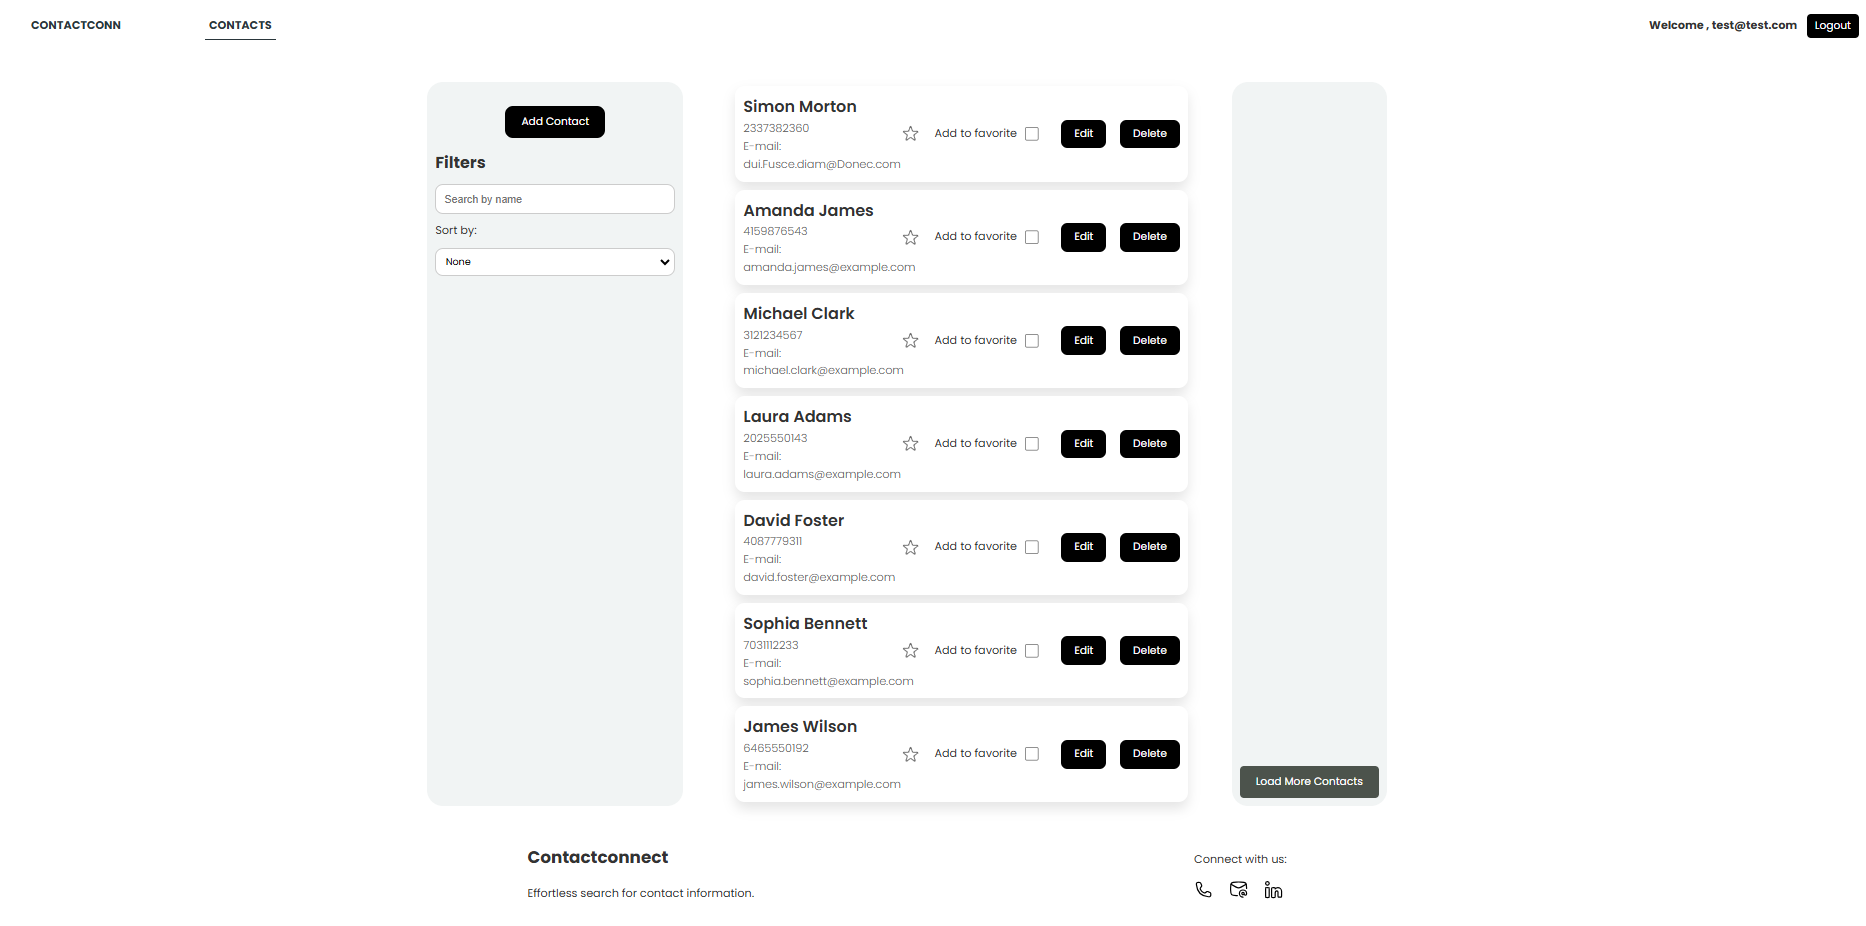 CONTACTCONN
CONTACTS
Welcome , test@test.com
Logout
Add Contact
Filters
Search by name
Sort by:
None
Simon Morton
2337382360
E-mail:
dui.Fusce.diam@Donec.com
Add to favorite
Edit
Delete
Amanda James
4159876543
E-mail:
amanda.james@example.com
Add to favorite
Edit
Delete
Michael Clark
3121234567
E-mail:
michael.clark@example.com
Add to favorite
Edit
Delete
Laura Adams
2025550143
E-mail:
laura.adams@example.com
Add to favorite
Edit
Delete
David Foster
4087779311
E-mail:
david.foster@example.com
Add to favorite
Edit
Delete
Sophia Bennett
7031112233
E-mail:
sophia.bennett@example.com
Add to favorite
Edit
Delete
James Wilson
6465550192
E-mail:
james.wilson@example.com
Add to favorite
Edit
Delete
Load More Contacts
Contactconnect
Effortless search for contact information.
Connect with us: